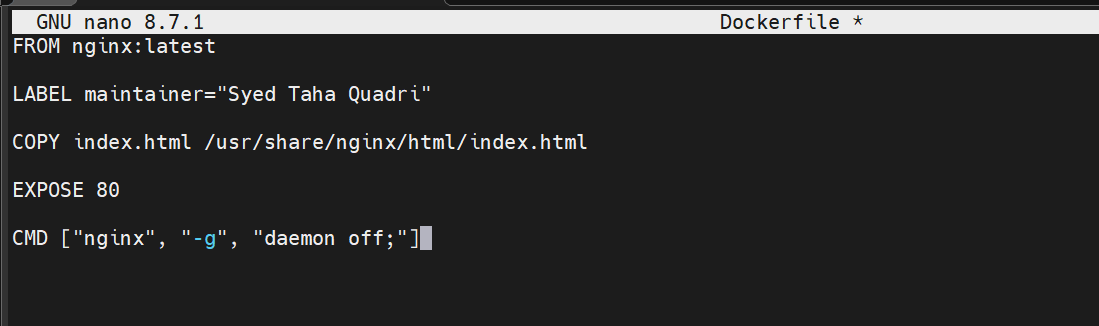 GNU nano 8.7.1 Dockerfile *
FROM nginx:latest
LABEL maintainer="Syed Taha Quadri"
COPY index.html /usr/share/nginx/html/index.html
EXPOSE 80
CMD ["nginx", "-g", "daemon off;"]